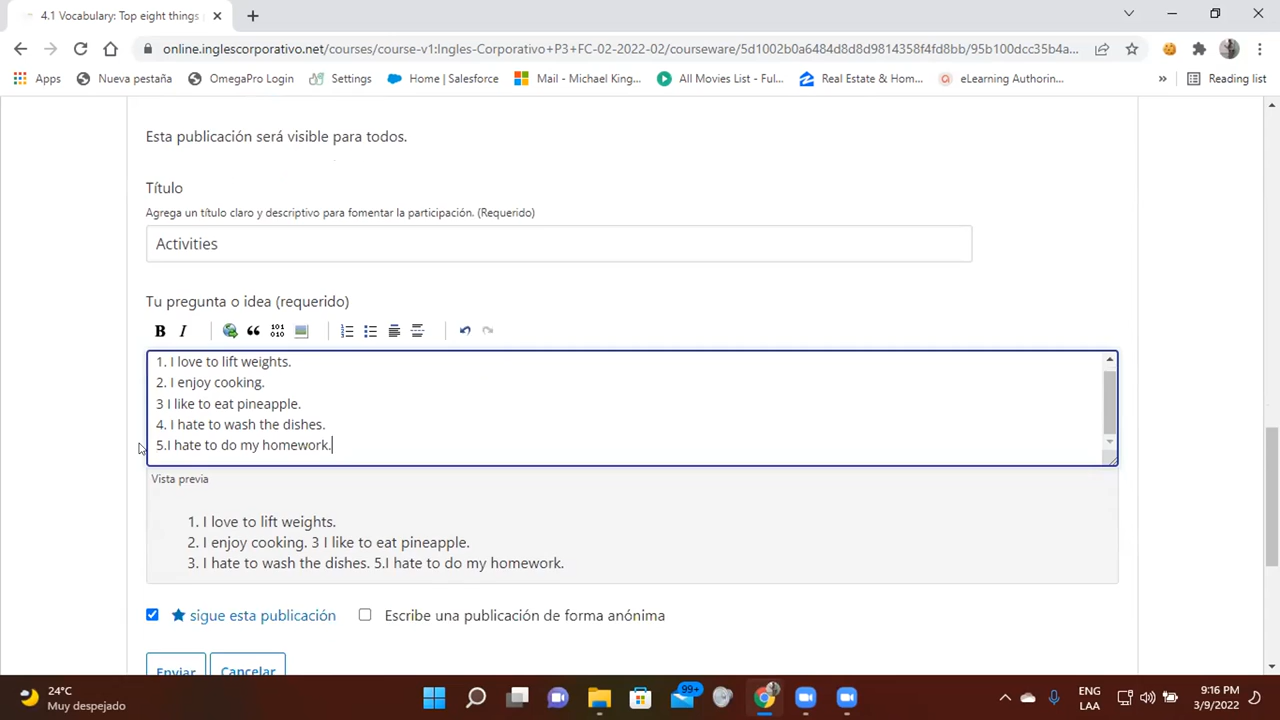 4.1 Vocabulary: Top eight things
online.inglescorporativo.net/courses/course-v1:Ingles-Corporativo+P3+FC-02-2022-02/courseware/5d1002b0a6484d8d8d9814358f4fd8bb/95b100dcc35b4a...
Apps Nueva pestaña OmegaPro Login Settings Home | Salesforce Mail - Michael King... All Movies List - Ful... Real Estate & Hom... eLearning Authorin... » Reading list
Esta publicación será visible para todos.
Título
Agrega un título claro y descriptivo para fomentar la participación. (Requerido)
Activities
Tu pregunta o idea (requerido)
B I 101 010
1. I love to lift weights.
2. I enjoy cooking.
3 I like to eat pineapple.
4. I hate to wash the dishes.
5.I hate to do my homework.
Vista previa
1. I love to lift weights.
2. I enjoy cooking. 3 I like to eat pineapple.
3. I hate to wash the dishes. 5.I hate to do my homework.
sigue esta publicación Escribe una publicación de forma anónima
Enviar Cancelar
24°C
Muy despejado
99+
ENG
LAA
9:16 PM
3/9/2022